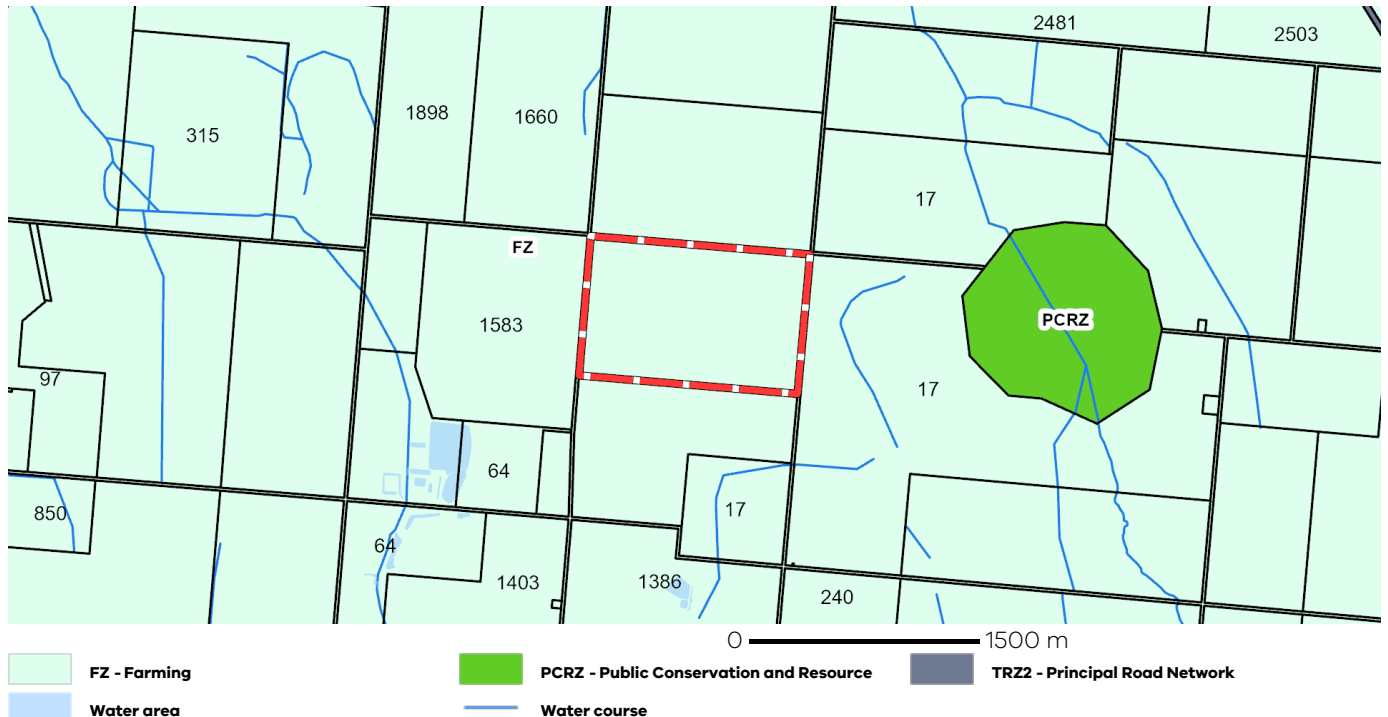 2481
2503
1898
1660
315
17
FZ
1583
PCRZ
97
17
64
17
850
64
1403
1386
240
0 1500 m
FZ - Farming
PCRZ - Public Conservation and Resource
TRZ2 - Principal Road Network
Water area
Water course